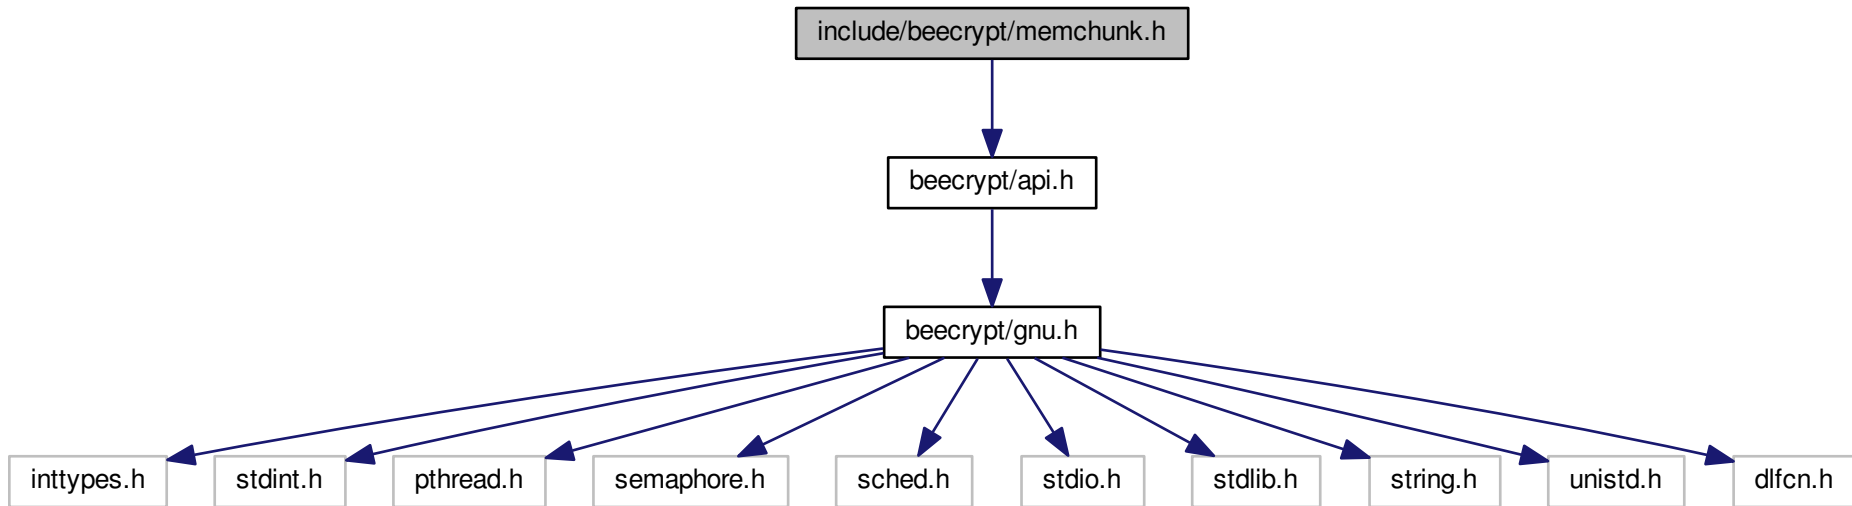 include/beecrypt/memchunk.h
beecrypt/api.h
beecrypt/gnu.h
inttypes.h
stdint.h
pthread.h
semaphore.h
sched.h
stdio.h
stdlib.h
string.h
unistd.h
dlfcn.h